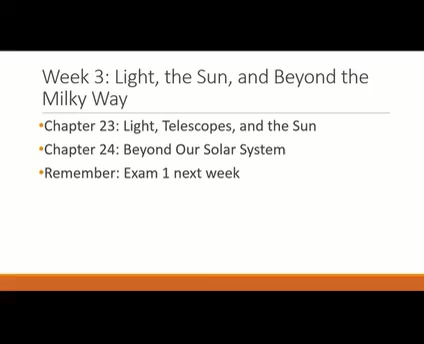 Week 3: Light, the Sun, and Beyond the
Milky Way
•Chapter 23: Light, Telescopes, and the Sun
•Chapter 24: Beyond Our Solar System
•Remember: Exam 1 next week